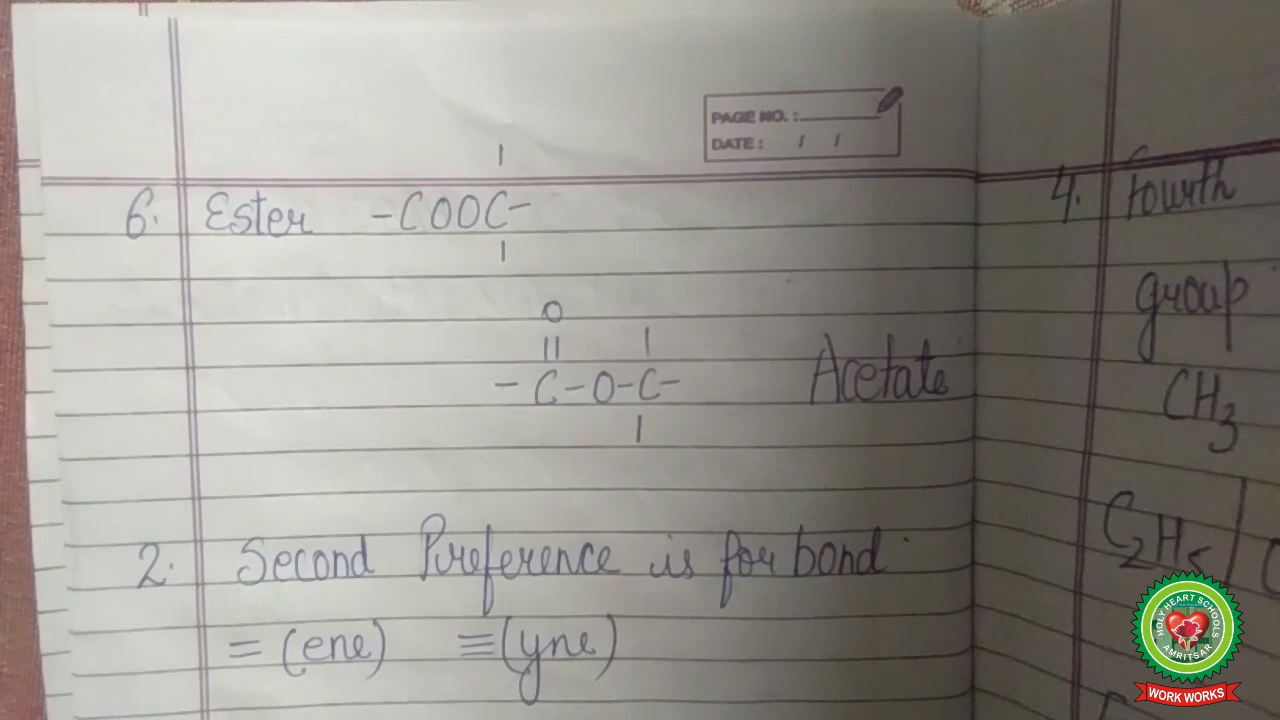 PAGE NO. :
DATE : / /
6. Ester -COOC-
O
- C - O - C - Acetate
2. Second Preference is for bond
= (ene) ≡ (yne)
4. Fourth
group
CH3
C2H5
HOLY HEART SCHOOLS
AMRITSAR
WORK WORKS